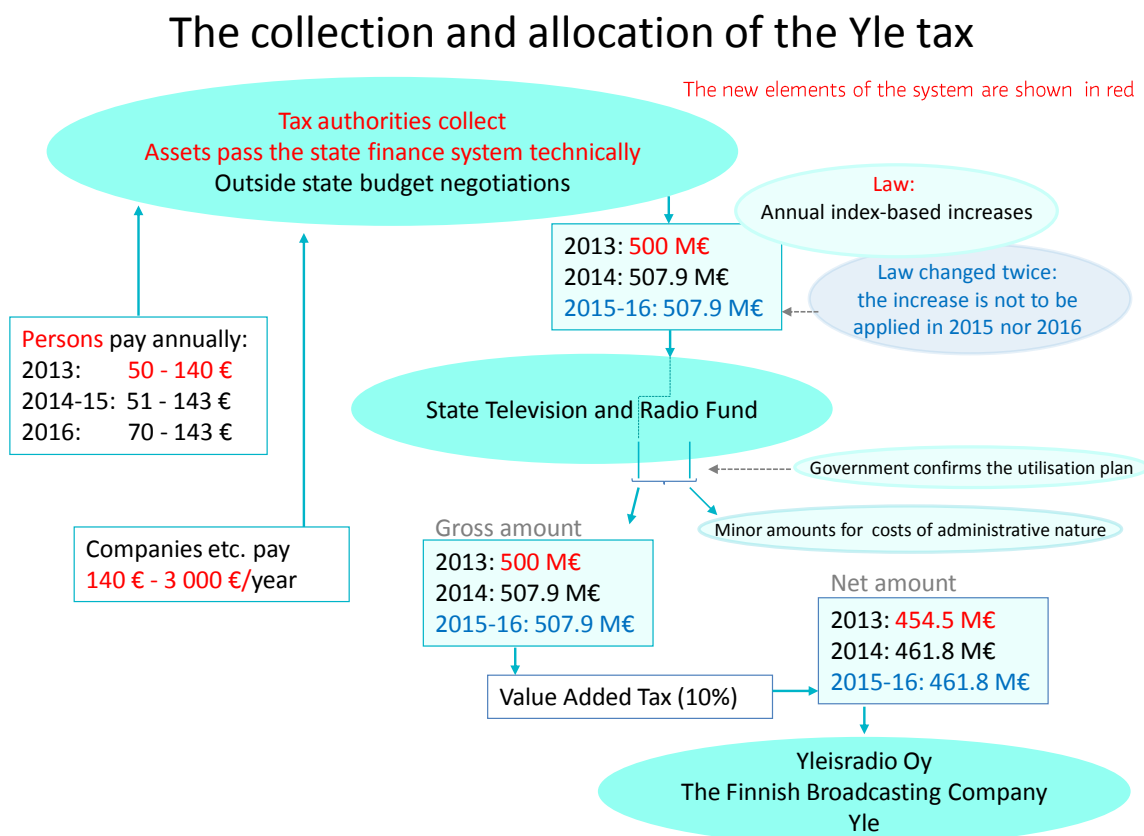 The collection and allocation of the Yle tax
The new elements of the system are shown  in red
Tax authorities collect
Assets pass the state finance system technically
Outside state budget negotiations
Law:
Annual index-based increases
2013: 500 M€
2014: 507.9 M€
2015-16: 507.9 M€
Law changed twice:
the increase is not to be
applied in 2015 nor 2016
Persons pay annually:
2013: 50 - 140 €
2014-15: 51 - 143 €
2016: 70 - 143 €
State Television and Radio Fund
Government confirms the utilisation plan
Minor amounts for  costs of administrative nature
Companies etc. pay
140 € - 3 000 €/year
Gross amount
2013: 500 M€
2014: 507.9 M€
2015-16: 507.9 M€
Net amount
2013: 454.5 M€
2014: 461.8 M€
2015-16: 461.8 M€
Value Added Tax (10%)
Yleisradio Oy
The Finnish Broadcasting Company
Yle